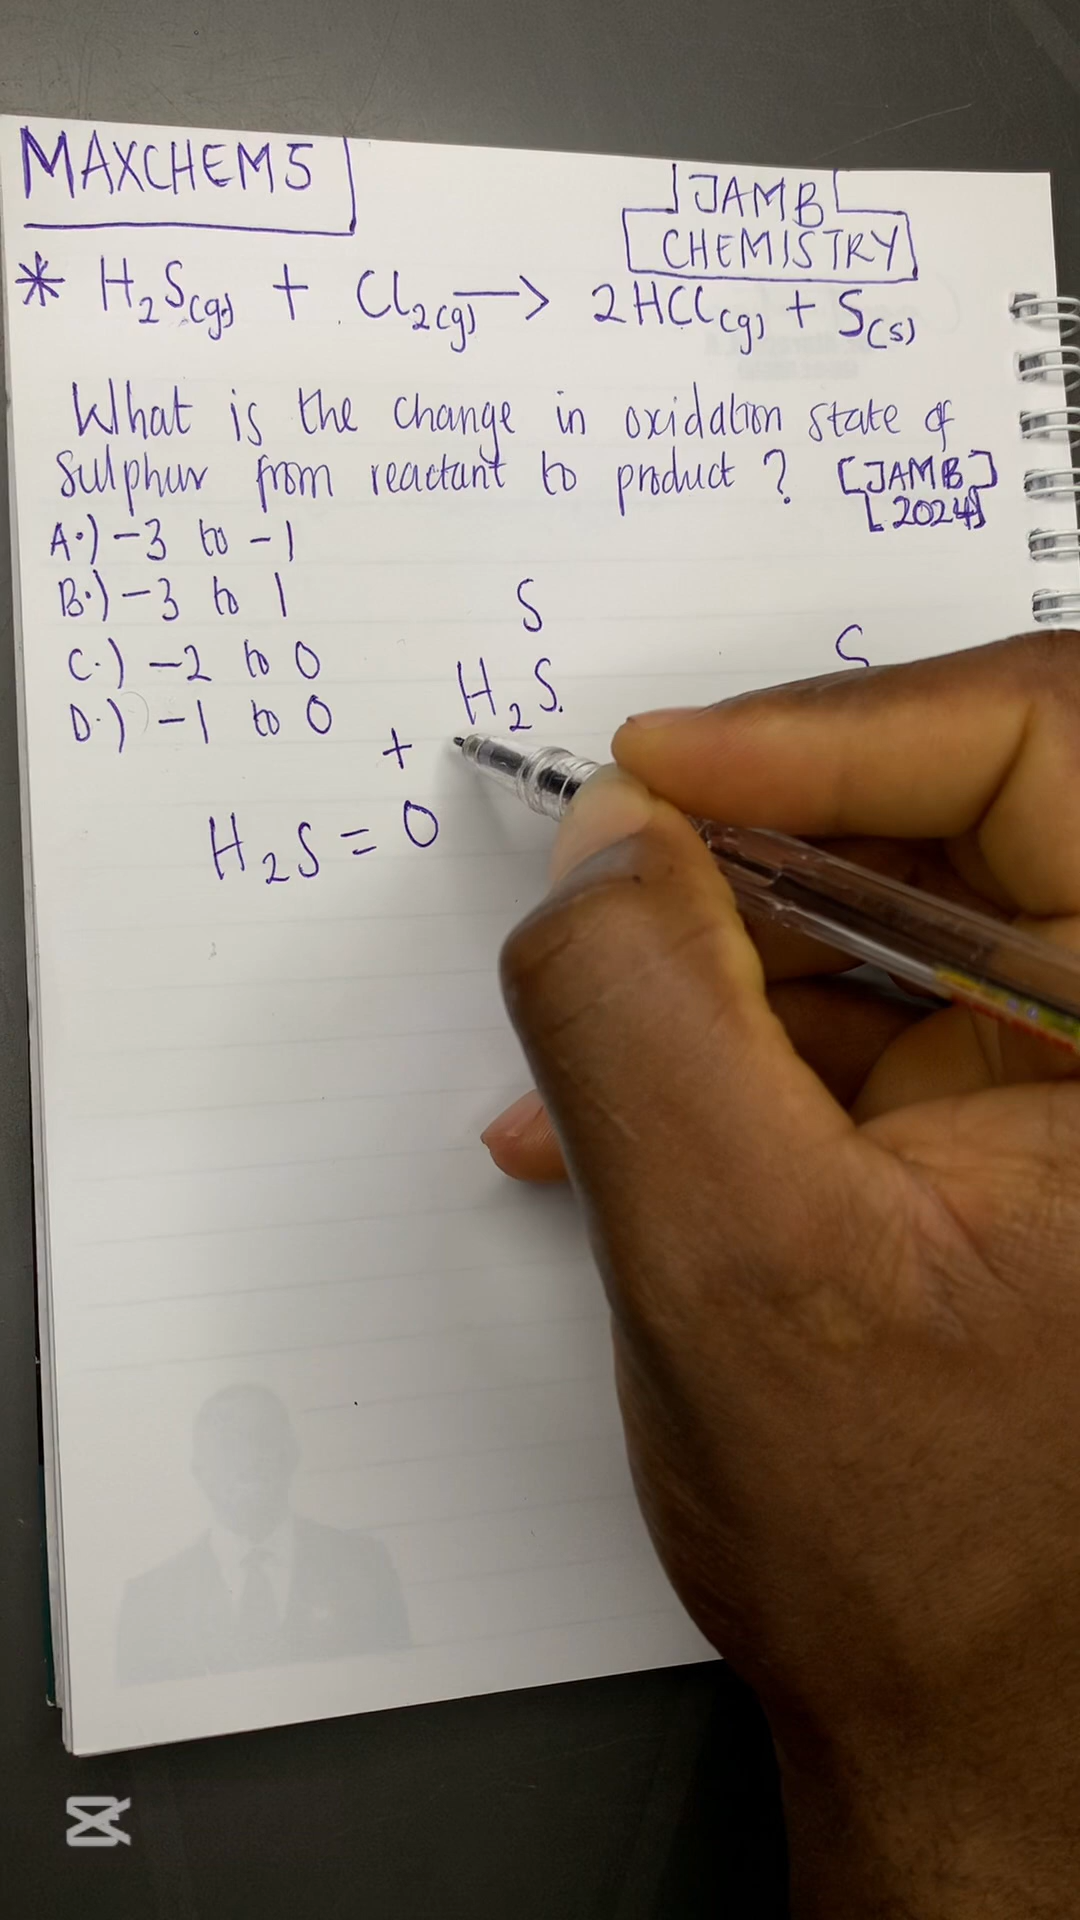 MAXCHEM5
JAMB
CHEMISTRY
* H₂S(g) + Cl₂(g) → 2HCl(g) + S(s)
What is the change in oxidation state of
Sulphur from reactant to product ? [JAMB]
[2024]
A.) -3 to -1
B.) -3 to 1
C.) -2 to 0
D.) -1 to 0
S
S
H₂S
+
H₂S = 0